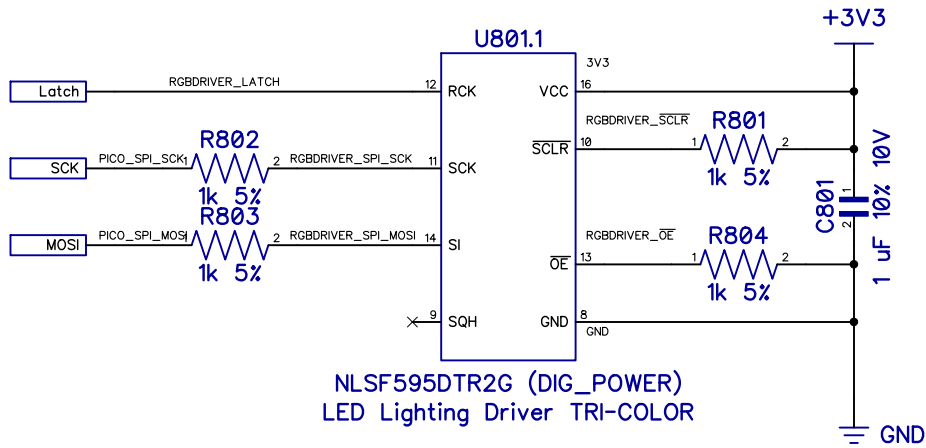 +3V3
U801.1
3V3
Latch RGBDRIVER_LATCH 12 RCK VCC 16
RGBDRIVER_SCLR R801
R802 SCLR 10 1 2
1k 5%
SCK PICO_SPI_SCK 1 2 RGBDRIVER_SPI_SCK 11 SCK
1k 5%
R803
C801 1 2 1 uF 10% 10V
MOSI PICO_SPI_MOSI 1 2 RGBDRIVER_SPI_MOSI 14 SI
RGBDRIVER_OE R804
1k 5%
OE 13 1 2
1k 5%
9 SQH GND 8
GND
NLSF595DTR2G (DIG_POWER)
LED Lighting Driver TRI-COLOR
GND